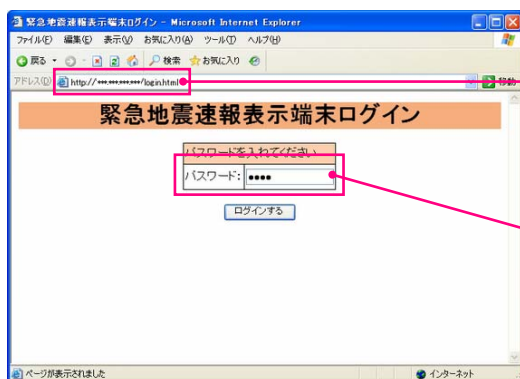 緊急地震速報表示端末ログイン - Microsoft Internet Explorer
ファイル(F) 編集(E) 表示(V) お気に入り(A) ツール(T) ヘルプ(H)
戻る 検索 お気に入り
アドレス(D) http://***.***.***.***/login.html 移動
緊急地震速報表示端末ログイン
パスワードを入れてください
パスワード: ●●●●
ログインする
ページが表示されました インターネット